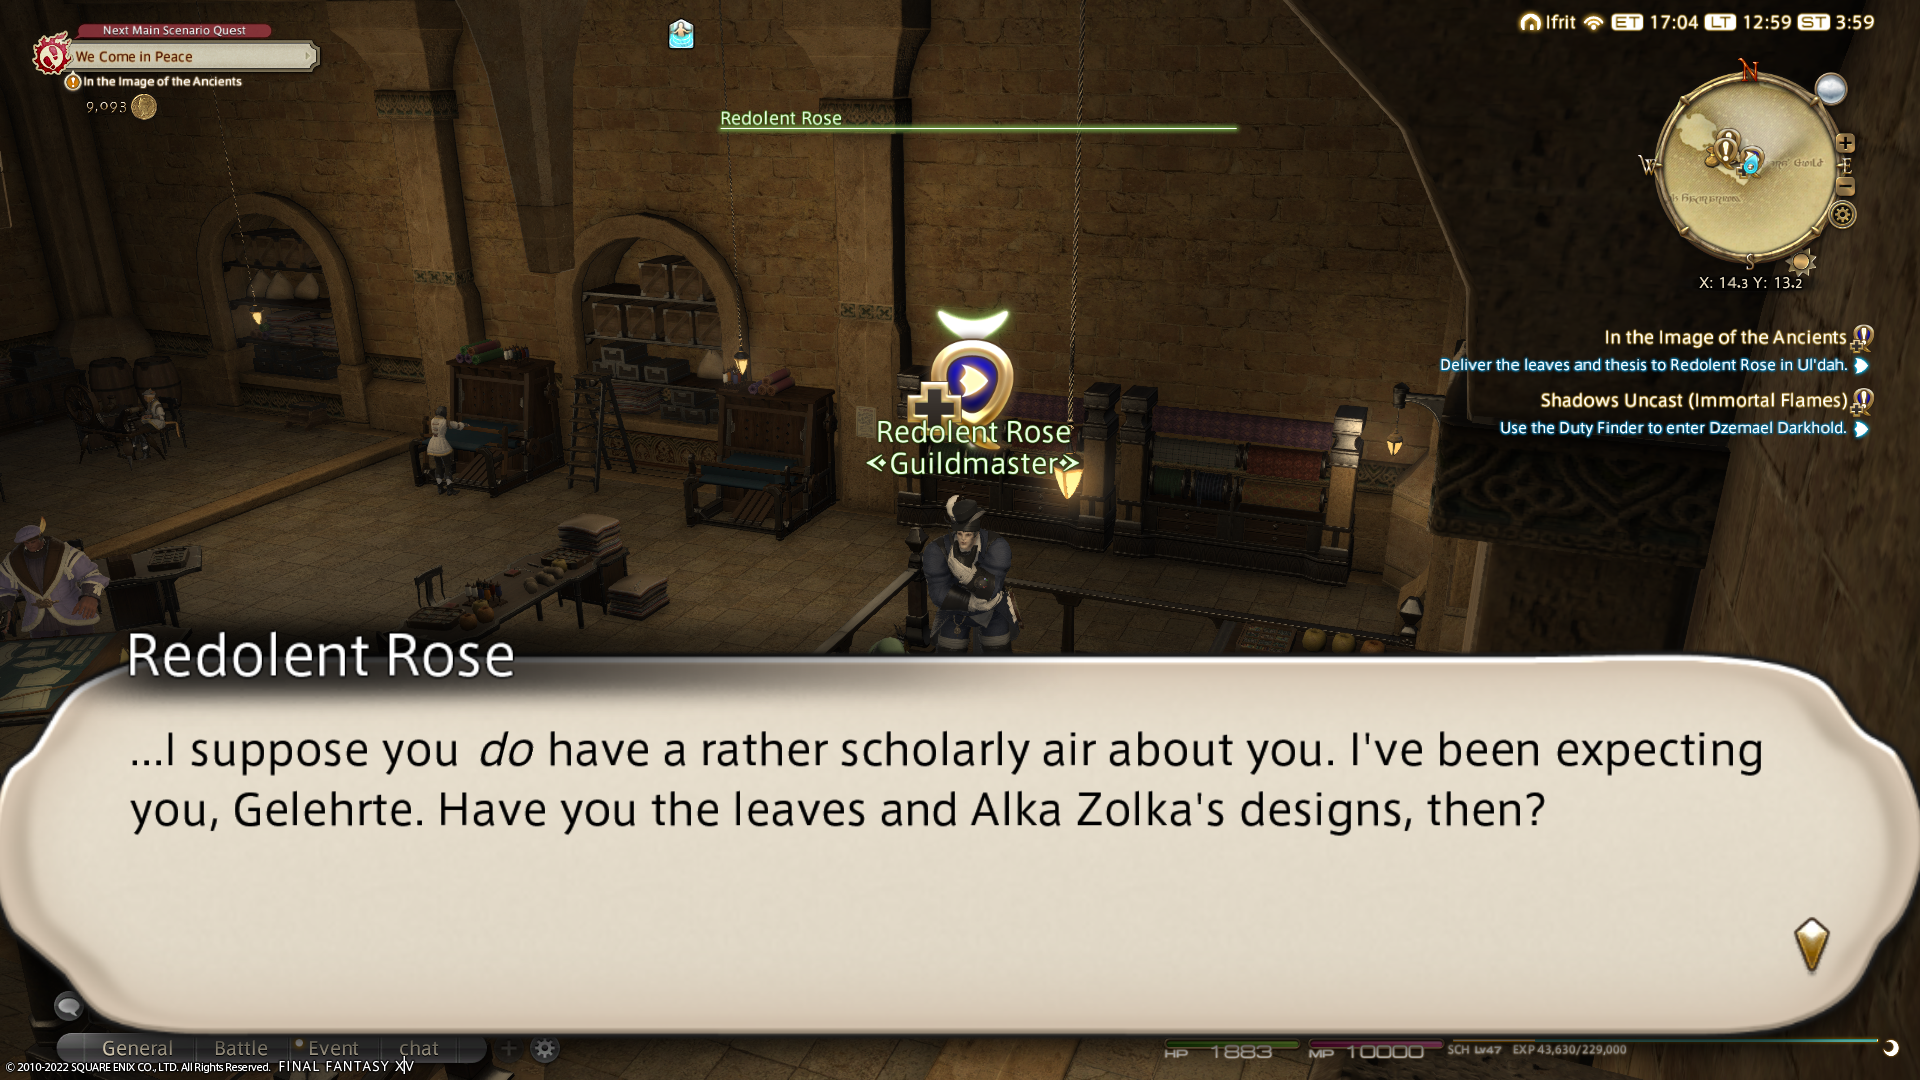 Next Main Scenario Quest
We Come in Peace
In the Image of the Ancients
9,093
Ifrit ET 17:04 LT 12:59 ST 3:59
Redolent Rose
N
W
E
S
X: 14.3 Y: 13.2
In the Image of the Ancients
Deliver the leaves and thesis to Redolent Rose in Ul'dah.
Shadows Uncast (Immortal Flames)
Use the Duty Finder to enter Dzemael Darkhold.
Redolent Rose
Guildmaster
Redolent Rose
...I suppose you do have a rather scholarly air about you. I've been expecting
you, Gelehrte. Have you the leaves and Alka Zolka's designs, then?
General Battle Event chat
HP 1883 MP 10000 SCH Lv47 EXP 43,630/229,000
© 2010-2022 SQUARE ENIX CO., LTD. All Rights Reserved. FINAL FANTASY XIV